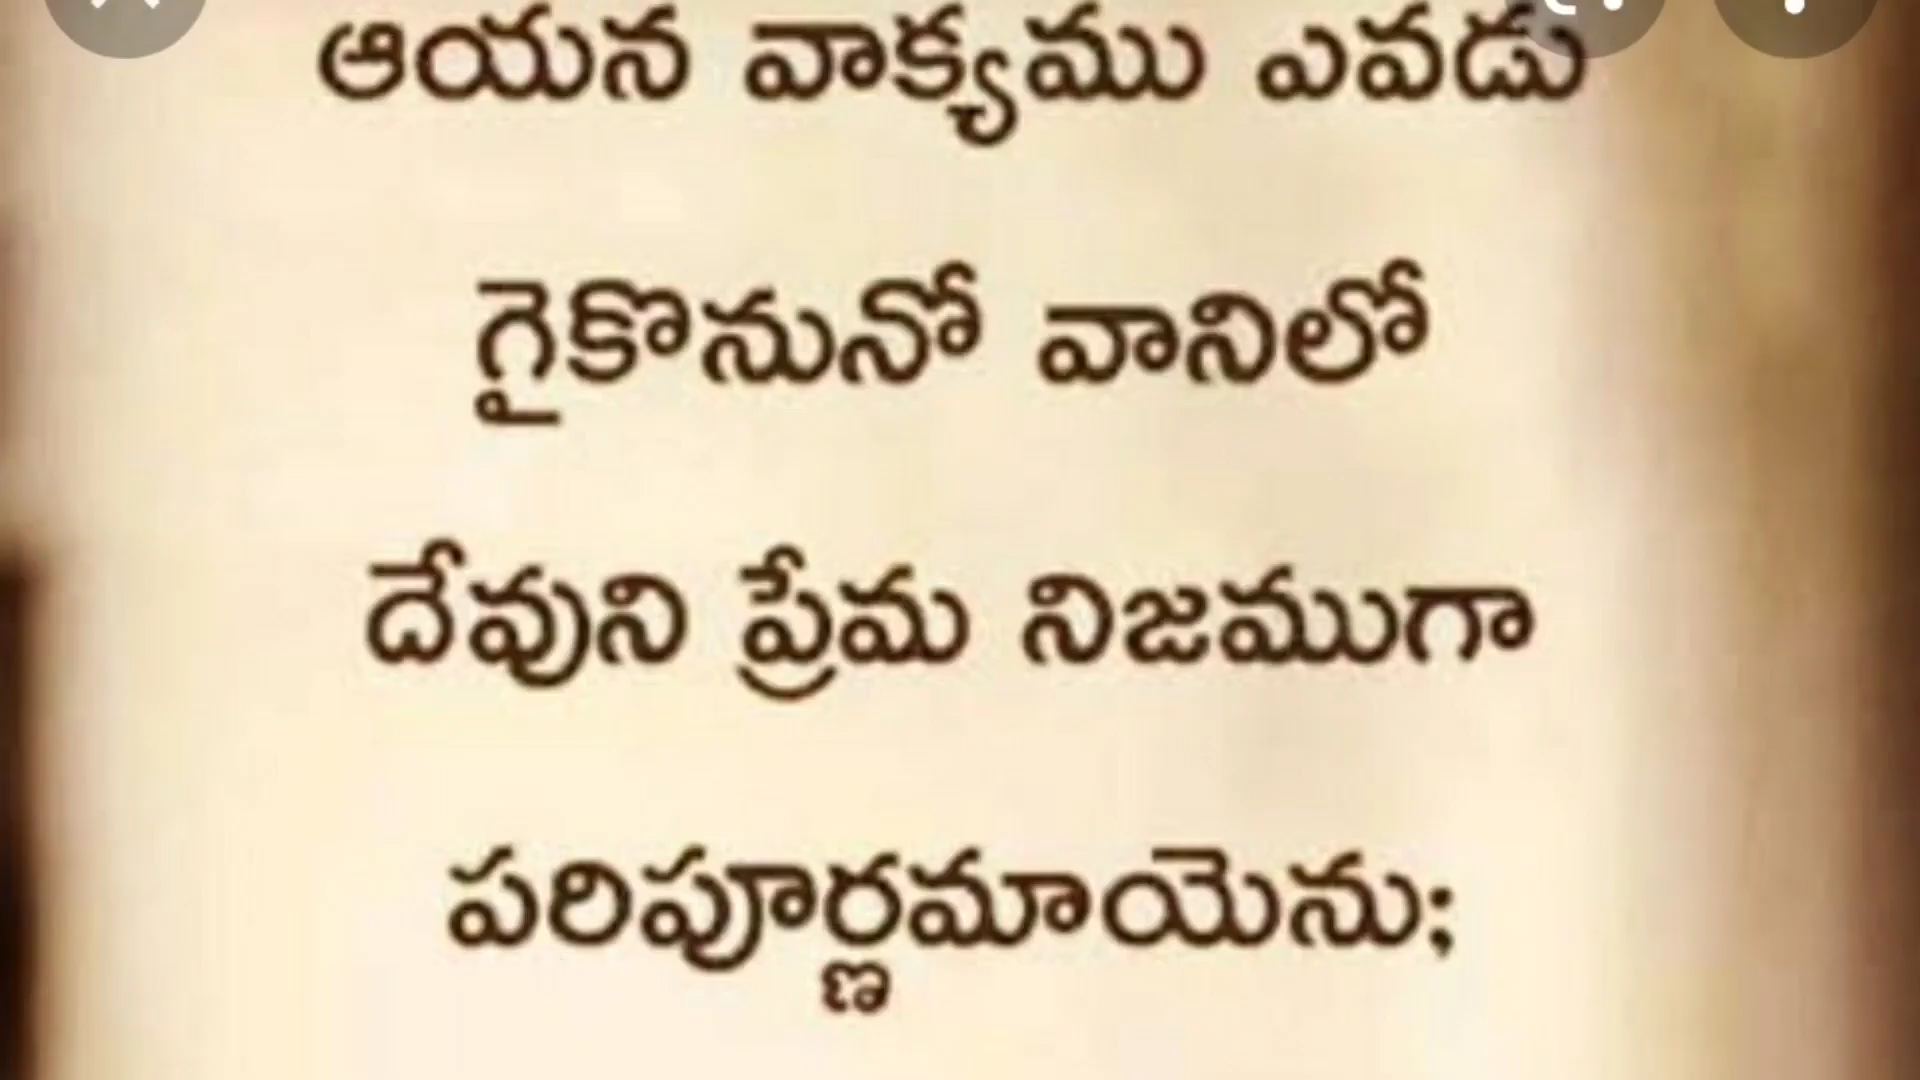 ఆయన వాక్యము ఎవడు
గైకొనునో వానిలో
దేవుని ప్రేమ నిజముగా
పరిపూర్ణమాయెను;